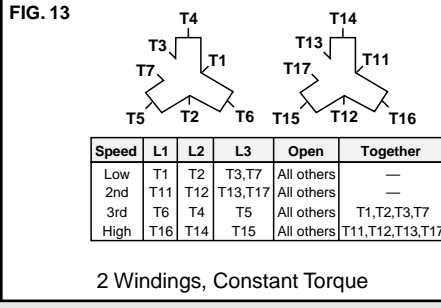 FIG. 13
T4 T14
T3 T13
T7 T1 T17 T11
T5 T2 T6 T15 T12 T16
Speed L1 L2 L3 Open Together
Low T1 T2 T3,T7 All others —
2nd T11 T12 T13,T17 All others —
3rd T6 T4 T5 All others T1,T2,T3,T7
High T16 T14 T15 All others T11,T12,T13,T17
2 Windings, Constant Torque